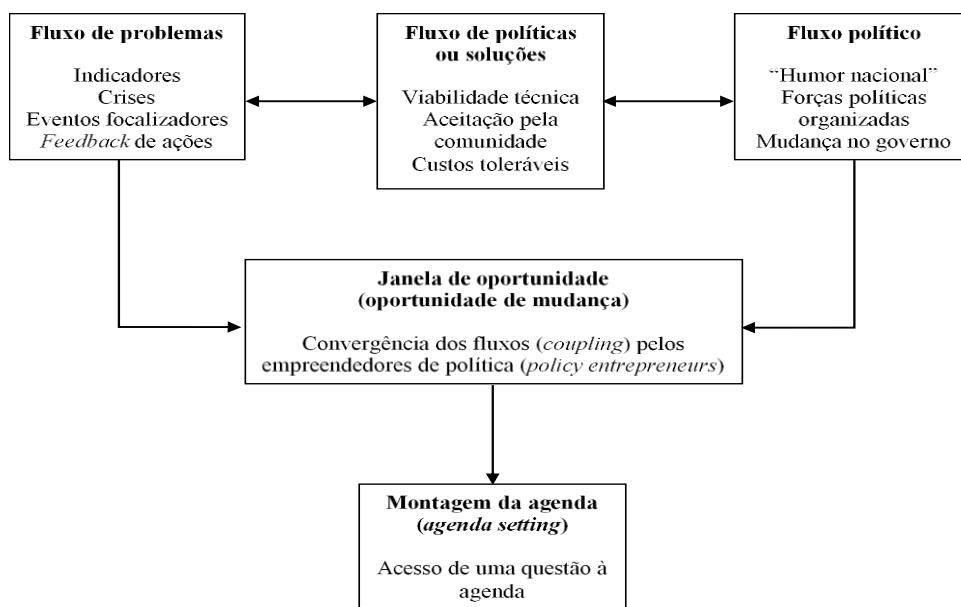 Fluxo de problemas
Indicadores
Crises
Eventos focalizadores
Feedback de ações
Fluxo de políticas
ou soluções
Viabilidade técnica
Aceitação pela
comunidade
Custos toleráveis
Fluxo político
“Humor nacional”
Forças políticas
organizadas
Mudança no governo
Janela de oportunidade
(oportunidade de mudança)
Convergência dos fluxos (coupling) pelos
empreendedores de política (policy entrepreneurs)
Montagem da agenda
(agenda setting)
Acesso de uma questão à
agenda